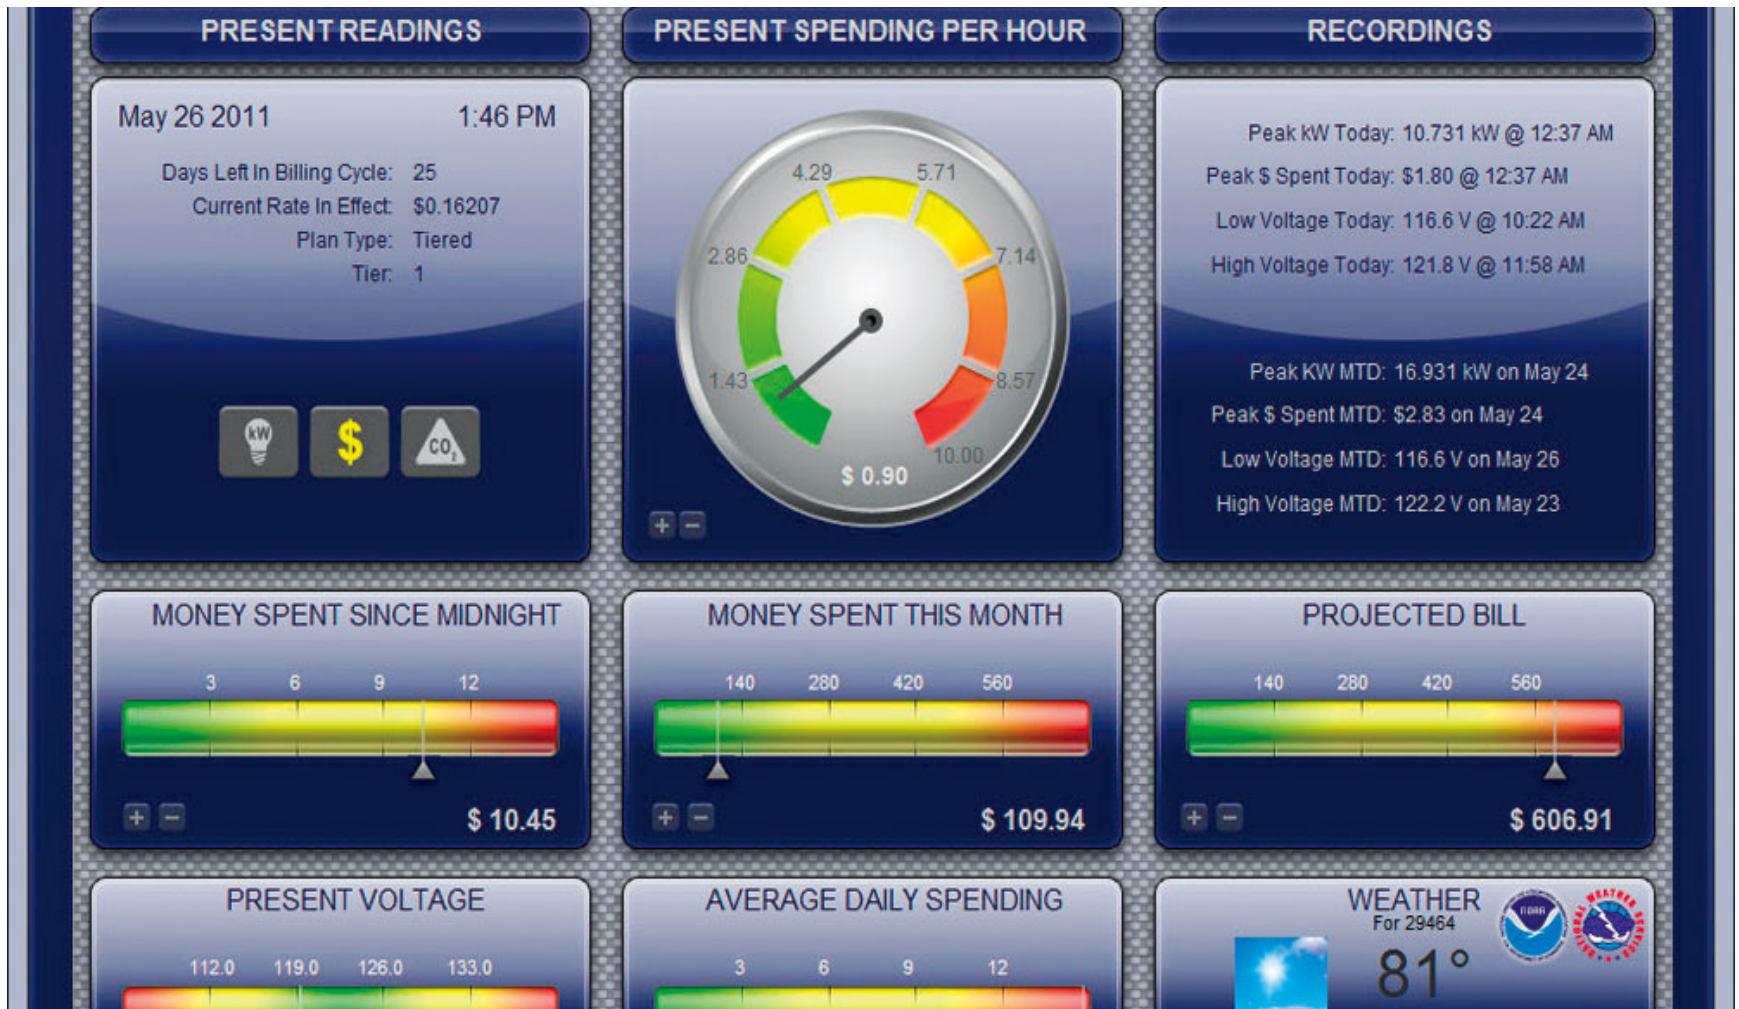 PRESENT READINGS
May 26 2011 1:46 PM
Days Left In Billing Cycle: 25
Current Rate In Effect: $0.16207
Plan Type: Tiered
Tier: 1
kW
$
CO2
PRESENT SPENDING PER HOUR
4.29 5.71
2.86 7.14
1.43 8.57
10.00
$ 0.90
+ −
RECORDINGS
Peak kW Today: 10.731 kW @ 12:37 AM
Peak $ Spent Today: $1.80 @ 12:37 AM
Low Voltage Today: 116.6 V @ 10:22 AM
High Voltage Today: 121.8 V @ 11:58 AM
Peak KW MTD: 16.931 kW on May 24
Peak $ Spent MTD: $2.83 on May 24
Low Voltage MTD: 116.6 V on May 26
High Voltage MTD: 122.2 V on May 23
MONEY SPENT SINCE MIDNIGHT
3 6 9 12
+ − $ 10.45
MONEY SPENT THIS MONTH
140 280 420 560
+ − $ 109.94
PROJECTED BILL
140 280 420 560
+ − $ 606.91
PRESENT VOLTAGE
112.0 119.0 126.0 133.0
AVERAGE DAILY SPENDING
3 6 9 12
WEATHER
For 29464
81°
NOAA
NATIONAL WEATHER SERVICE